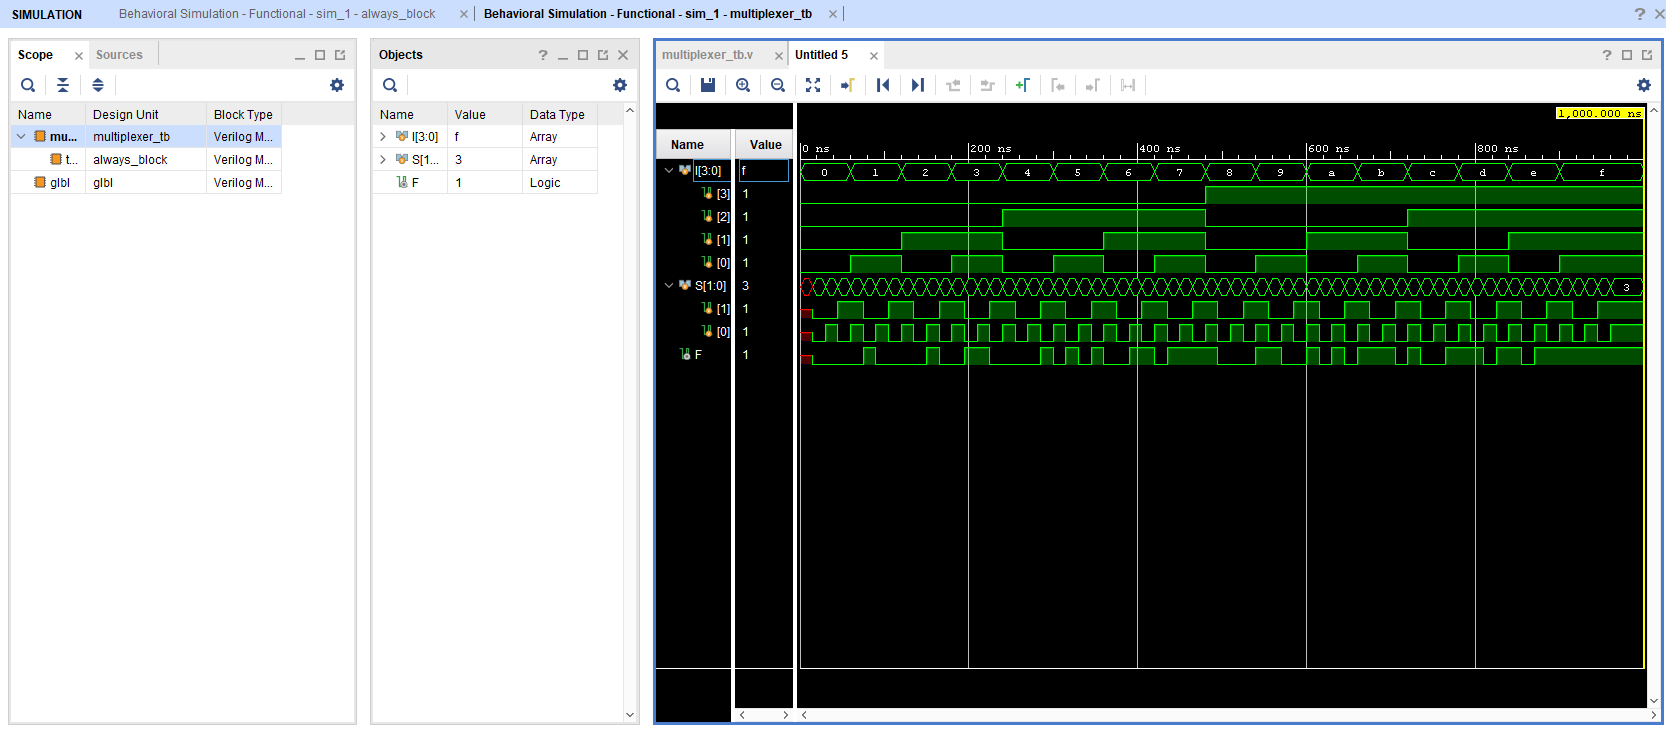 SIMULATION Behavioral Simulation - Functional - sim_1 - always_block Behavioral Simulation - Functional - sim_1 - multiplexer_tb
Scope Sources
Name Design Unit Block Type
mu... multiplexer_tb Verilog M...
t... always_block Verilog M...
glbl glbl Verilog M...
Objects
Name Value Data Type
I[3:0] f Array
S[1... 3 Array
F 1 Logic
multiplexer_tb.v Untitled 5
1,000.000 ns
Name Value
0 ns 200 ns 400 ns 600 ns 800 ns
I[3:0] f 0 1 2 3 4 5 6 7 8 9 a b c d e f
[3] 1
[2] 1
[1] 1
[0] 1
S[1:0] 3 3
[1] 1
[0] 1
F 1